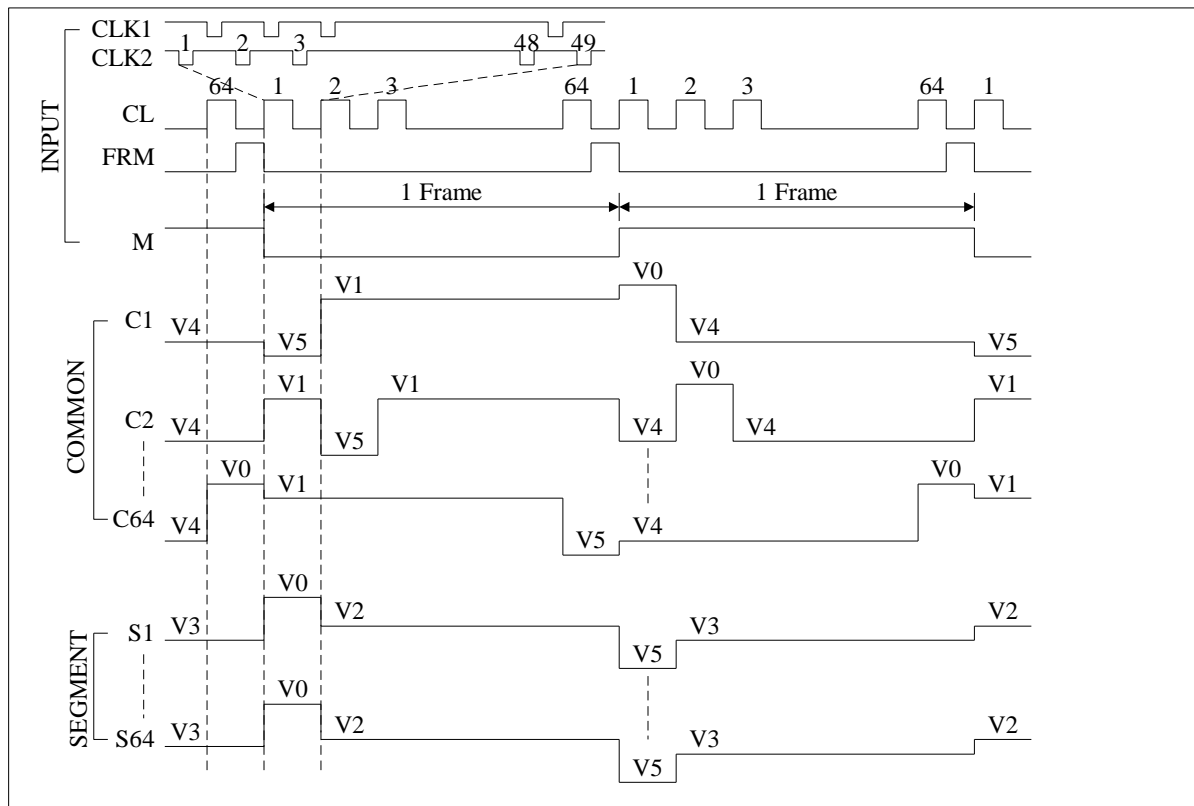 CLK1
1 2 3 48 49
CLK2
64 1 2 3 64 1 2 3 64 1
CL
FRM
INPUT
1 Frame 1 Frame
M
V1 V0
C1 V4 V5 V4 V5
V1 V1 V0 V1
C2 V4 V5 V4 V4
COMMON
V0 V1 V0 V1
C64 V4 V5 V4
V0
S1 V3 V2 V5 V3 V2
SEGMENT
V0
S64 V3 V2 V5 V3 V2